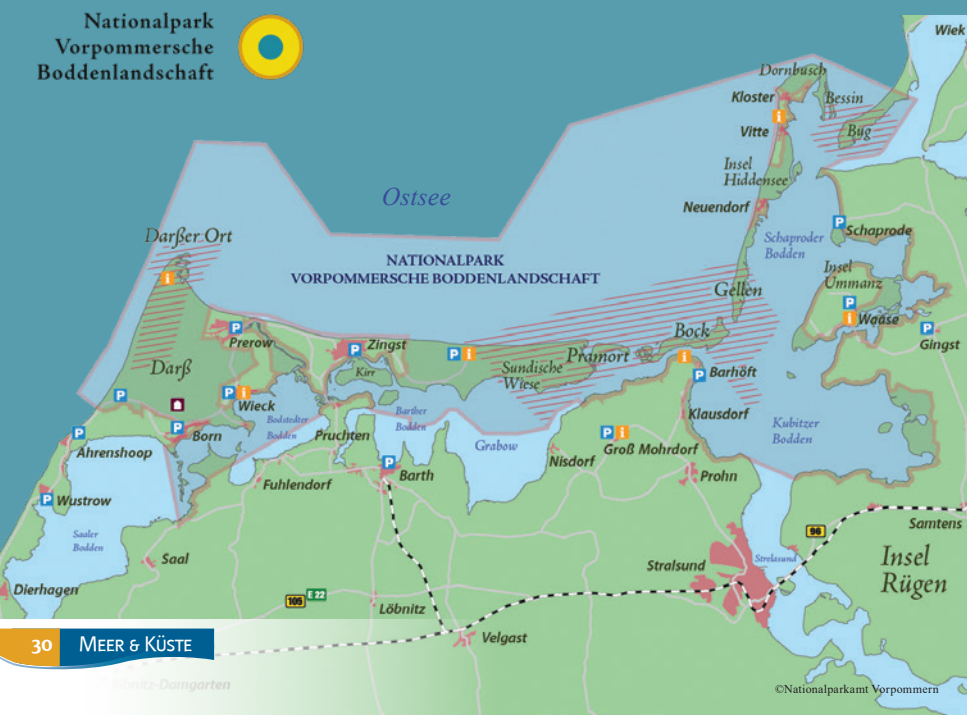 Nationalpark
Vorpommersche
Boddenlandschaft
Wiek
Dornbusch
Kloster
Bessin
i
Vitte
Bug
Insel
Hiddensee
Ostsee
Neuendorf
P
Schaprode
Schaproder
Bodden
Darßer Ort
NATIONALPARK
VORPOMMERSCHE BODDENLANDSCHAFT
Insel
Ummanz
i
Gellen
P
i
Waase
P
Gingst
P
Prerow
Bock
P
Zingst
P i
Pramort
i
Sundische
Wiese
Darß
Kirr
P
Barhöft
P
P i
Wieck
Barther
Bodden
Klausdorf
Bodstedter
Bodden
Kubitzer
Bodden
P
Born
Pruchten
P
Ahrenshoop
Grabow
P i
Groß Mohrdorf
Nisdorf
P
Barth
Prohn
Fuhlendorf
P
Wustrow
Samtens
Saaler
Bodden
96
Saal
Stralsund
Strelasund
Insel
Rügen
Dierhagen
105 E 22
Löbnitz
Velgast
30 MEER & KÜSTE
-Damgarten
©Nationalparkamt Vorpommern